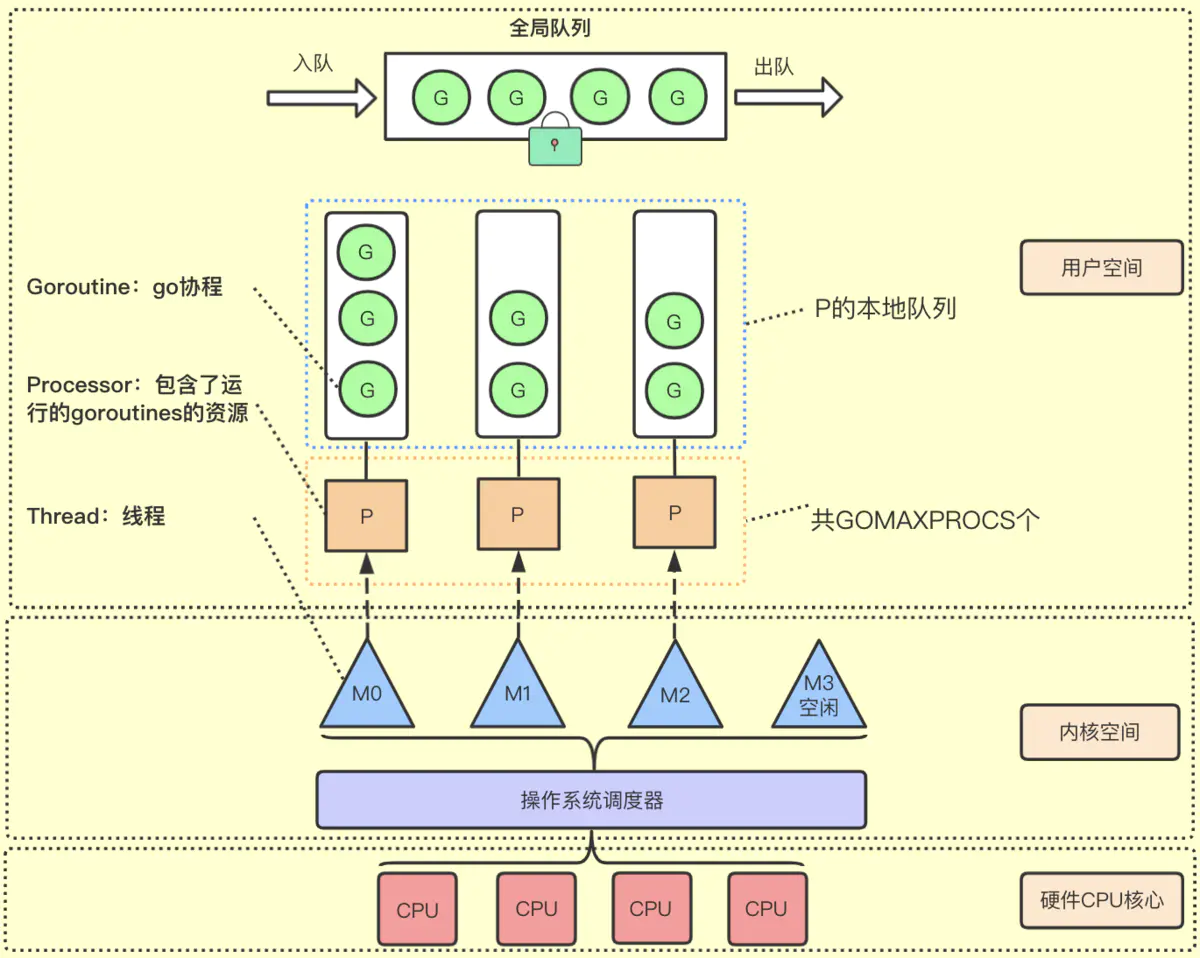 全局队列
入队
出队
G
G
G
G
G
G
G
G
G
G
G
Goroutine：go协程
P的本地队列
用户空间
Processor：包含了运
行的goroutines的资源
Thread：线程
P
P
P
共GOMAXPROCS个
M0
M1
M2
M3
空闲
内核空间
操作系统调度器
CPU
CPU
CPU
CPU
硬件CPU核心